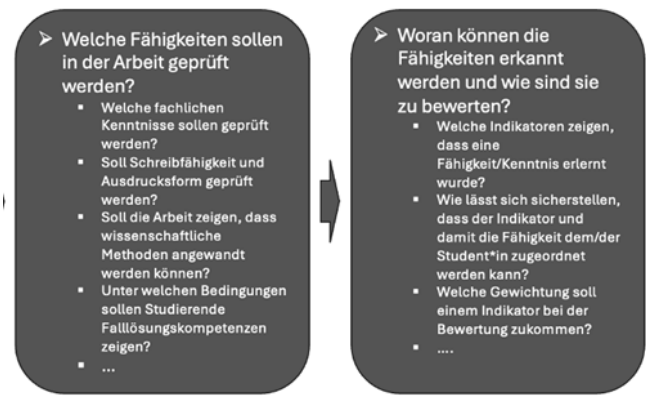 ➤ Welche Fähigkeiten sollen
in der Arbeit geprüft
werden?
▪ Welche fachlichen
Kenntnisse sollen geprüft
werden?
▪ Soll Schreibfähigkeit und
Ausdrucksform geprüft
werden?
▪ Soll die Arbeit zeigen, dass
wissenschaftliche
Methoden angewandt
werden können?
▪ Unter welchen Bedingungen
sollen Studierende
Falllösungskompetenzen
zeigen?
▪ ...
➤ Woran können die
Fähigkeiten erkannt
werden und wie sind sie
zu bewerten?
▪ Welche Indikatoren zeigen,
dass eine
Fähigkeit/Kenntnis erlernt
wurde?
▪ Wie lässt sich sicherstellen,
dass der Indikator und
damit die Fähigkeit dem/der
Student*in zugeordnet
werden kann?
▪ Welche Gewichtung soll
einem Indikator bei der
Bewertung zukommen?
▪ ....